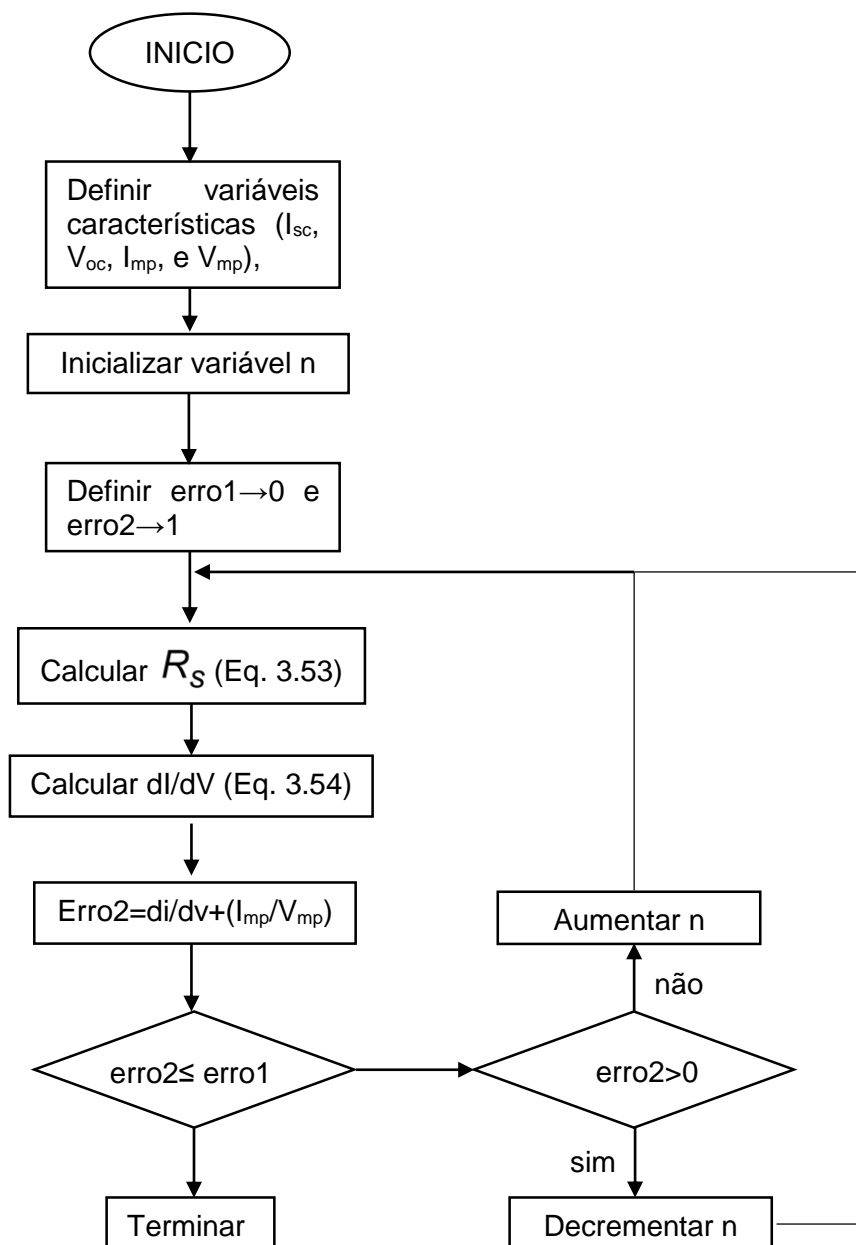 INICIO
Definir variáveis
características (Isc,
Voc, Imp, e Vmp),
Inicializar variável n
Definir erro1→0 e
erro2→1
Calcular Rs (Eq. 3.53)
Calcular dI/dV (Eq. 3.54)
Erro2=di/dv+(Imp/Vmp)
Aumentar n
não
erro2≤ erro1
erro2>0
sim
Terminar
Decrementar n